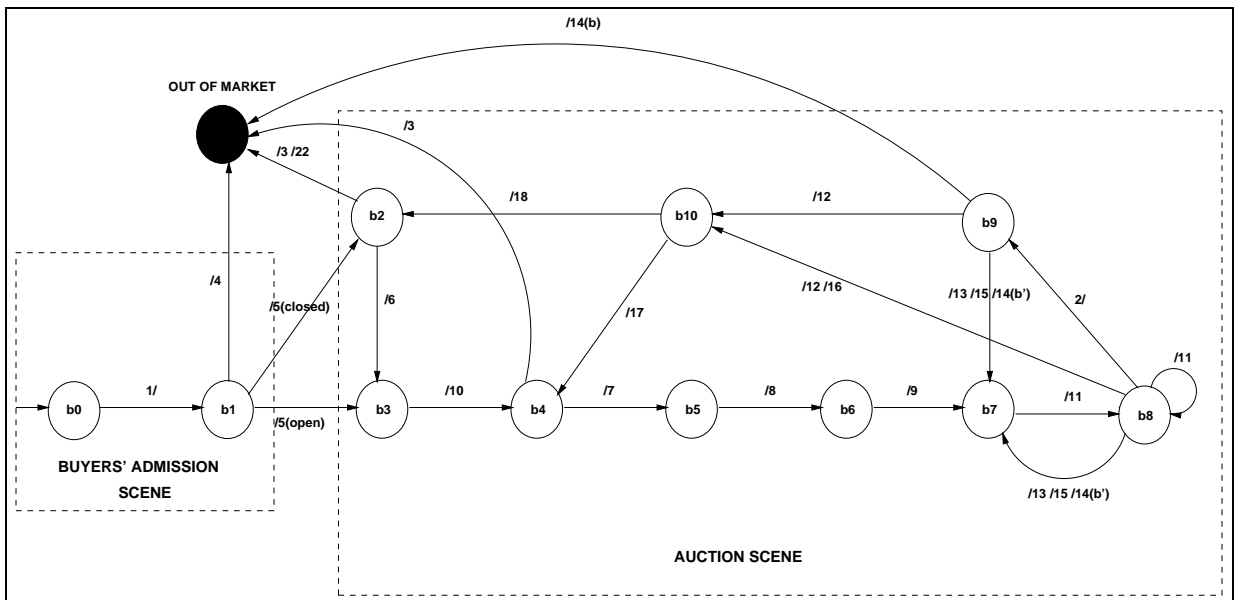 /14(b)
OUT OF MARKET
/3
/3 /22
/18
/12
b2
b10
b9
/4
/5(closed)
/6
/17
/12 /16
/13 /15 /14(b’)
2/
/11
b0
1/
b1
/5(open)
b3
/10
b4
/7
b5
/8
b6
/9
b7
/11
b8
BUYERS’ ADMISSION
SCENE
/13 /15 /14(b’)
AUCTION SCENE